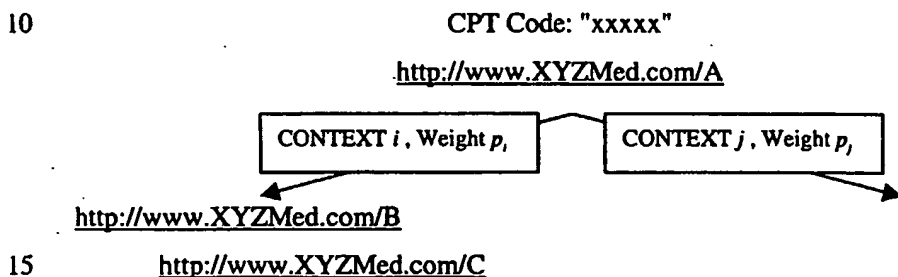 10 CPT Code: "xxxxx"
http://www.XYZMed.com/A
CONTEXT i, Weight pᵢ CONTEXT j, Weight pⱼ
http://www.XYZMed.com/B
15 http://www.XYZMed.com/C